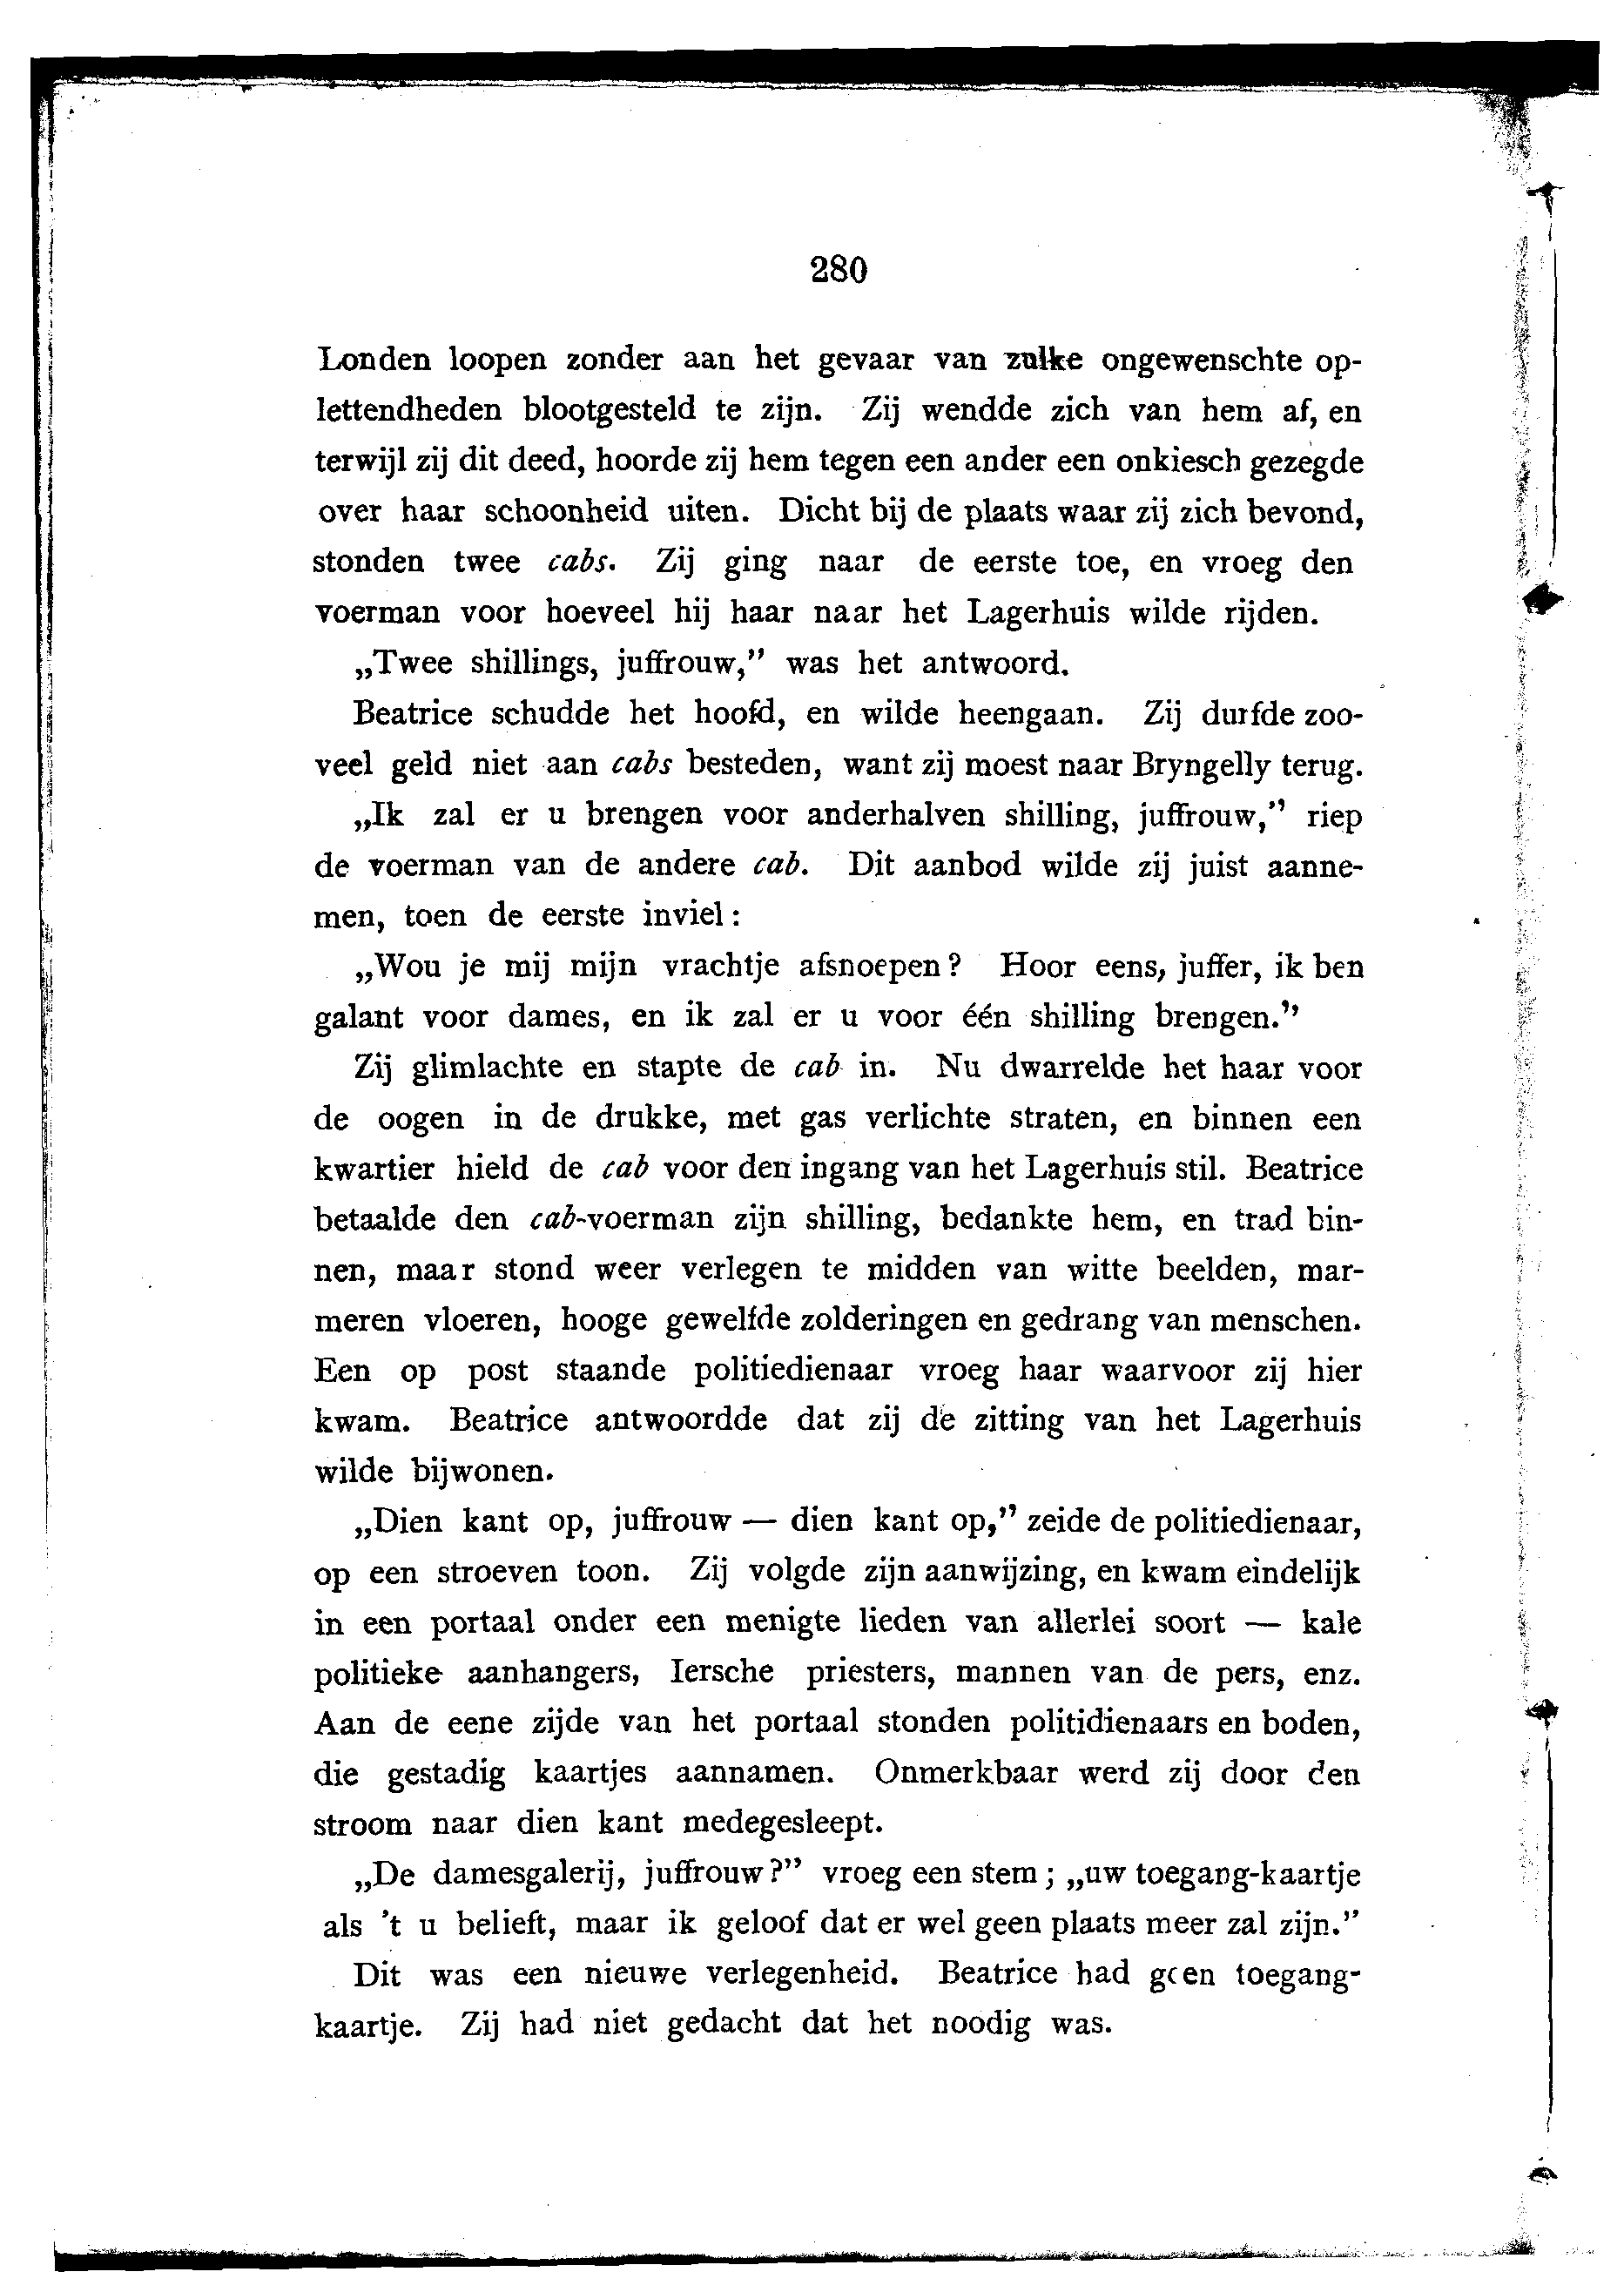 280
Londen loopen zonder aan het gevaar van zulke ongewenschte op-
lettendheden blootgesteld te zijn. Zij wendde zich van hem af, en
terwijl zij dit deed, hoorde zij hem tegen een ander een onkiesch gezegde
over haar schoonheid uiten. Dicht bij de plaats waar zij zich bevond,
stonden twee cabs. Zij ging naar de eerste toe, en vroeg den
voerman voor hoeveel hij haar naar het Lagerhuis wilde rijden.
„Twee shillings, juffrouw,” was het antwoord.
Beatrice schudde het hoofd, en wilde heengaan. Zij durfde zoo-
veel geld niet aan cabs besteden, want zij moest naar Bryngelly terug.
„Ik zal er u brengen voor anderhalven shilling, juffrouw,” riep
de voerman van de andere cab. Dit aanbod wilde zij juist aanne-
men, toen de eerste inviel:
„Wou je mij mijn vrachtje afsnoepen? Hoor eens, juffer, ik ben
galant voor dames, en ik zal er u voor één shilling brengen.”
Zij glimlachte en stapte de cab in. Nu dwarrelde het haar voor
de oogen in de drukke, met gas verlichte straten, en binnen een
kwartier hield de cab voor den ingang van het Lagerhuis stil. Beatrice
betaalde den cab-voerman zijn shilling, bedankte hem, en trad bin-
nen, maar stond weer verlegen te midden van witte beelden, mar-
meren vloeren, hooge gewelfde zolderingen en gedrang van menschen.
Een op post staande politiedienaar vroeg haar waarvoor zij hier
kwam. Beatrice antwoordde dat zij de zitting van het Lagerhuis
wilde bijwonen.
„Dien kant op, juffrouw — dien kant op,” zeide de politiedienaar,
op een stroeven toon. Zij volgde zijn aanwijzing, en kwam eindelijk
in een portaal onder een menigte lieden van allerlei soort — kale
politieke aanhangers, Iersche priesters, mannen van de pers, enz.
Aan de eene zijde van het portaal stonden politidienaars en boden,
die gestadig kaartjes aannamen. Onmerkbaar werd zij door den
stroom naar dien kant medegesleept.
„De damesgalerij, juffrouw?” vroeg een stem; „uw toegang-kaartje
als 't u belieft, maar ik geloof dat er wel geen plaats meer zal zijn.”
Dit was een nieuwe verlegenheid. Beatrice had geen toegang-
kaartje. Zij had niet gedacht dat het noodig was.